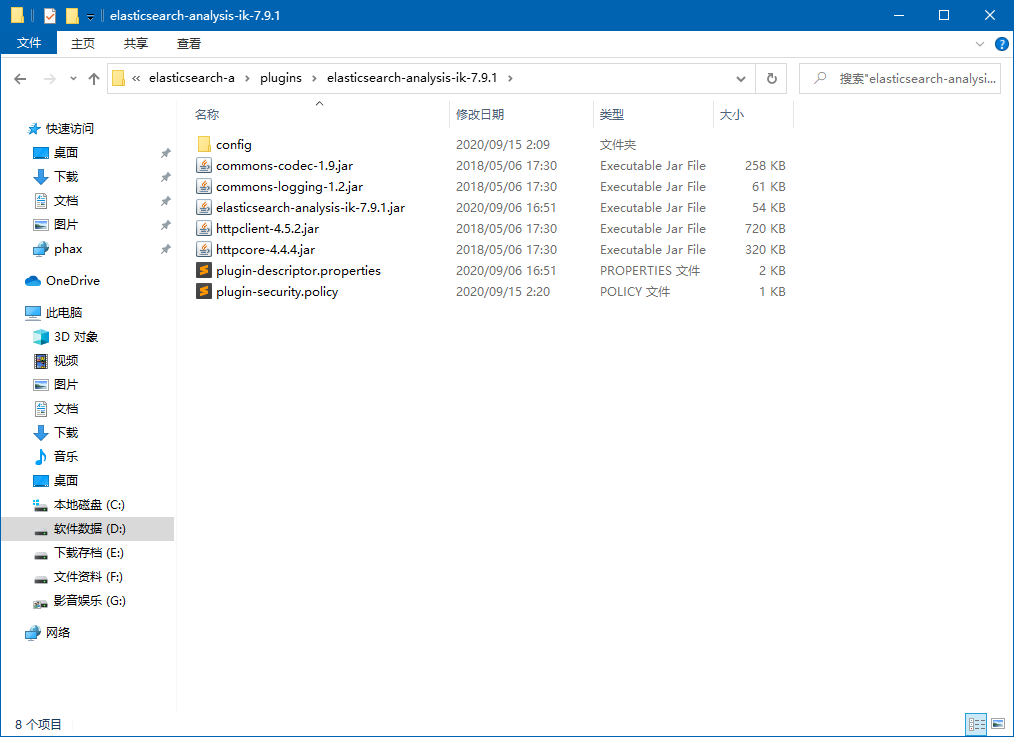 elasticsearch-analysis-ik-7.9.1
文件 主页 共享 查看
« elasticsearch-a › plugins › elasticsearch-analysis-ik-7.9.1 › 搜索"elasticsearch-analysi...
名称 修改日期 类型 大小
config 2020/09/15 2:09 文件夹
commons-codec-1.9.jar 2018/05/06 17:30 Executable Jar File 258 KB
commons-logging-1.2.jar 2018/05/06 17:30 Executable Jar File 61 KB
elasticsearch-analysis-ik-7.9.1.jar 2020/09/06 16:51 Executable Jar File 54 KB
httpclient-4.5.2.jar 2018/05/06 17:30 Executable Jar File 720 KB
httpcore-4.4.4.jar 2018/05/06 17:30 Executable Jar File 320 KB
plugin-descriptor.properties 2020/09/06 16:51 PROPERTIES 文件 2 KB
plugin-security.policy 2020/09/15 2:20 POLICY 文件 1 KB
快速访问
桌面
下载
文档
图片
phax
OneDrive
此电脑
3D 对象
视频
图片
文档
下载
音乐
桌面
本地磁盘 (C:)
软件数据 (D:)
下载存档 (E:)
文件资料 (F:)
影音娱乐 (G:)
网络
8 个项目